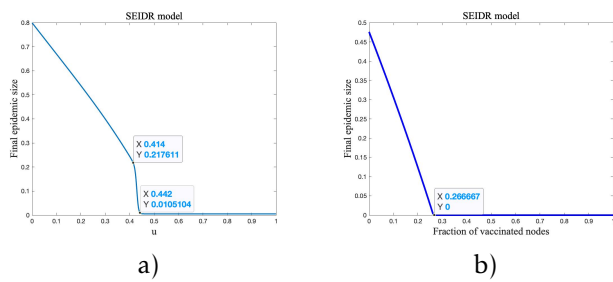 SEIDR model
0.8
0.7
0.6
0.5
0.4
0.3
0.2
0.1
0
Final epidemic size
X 0.414
Y 0.217611
X 0.442
Y 0.0105104
0 0.1 0.2 0.3 0.4 0.5 0.6 0.7 0.8 0.9 1
u
a)
SEIDR model
0.5
0.45
0.4
0.35
0.3
0.25
0.2
0.15
0.1
0.05
0
Final epidemic size
X 0.266667
Y 0
0 0.1 0.2 0.3 0.4 0.5 0.6 0.7 0.8 0.9 1
Fraction of vaccinated nodes
b)